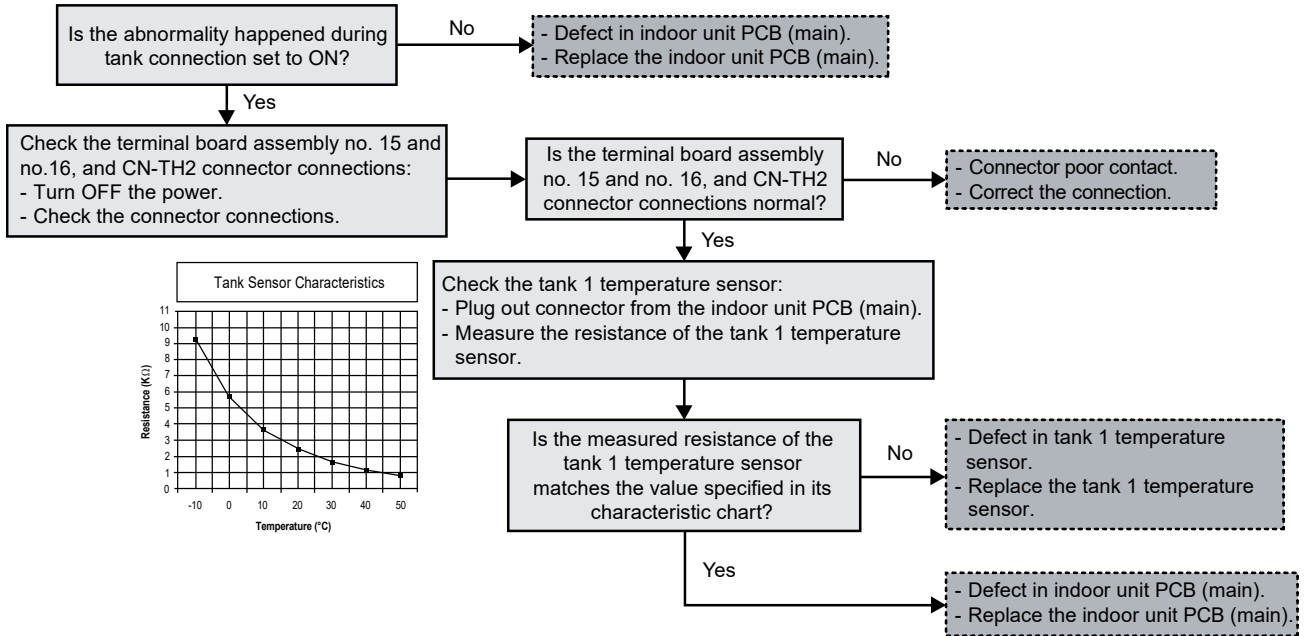 Is the abnormality happened during
tank connection set to ON?
No
- Defect in indoor unit PCB (main).
- Replace the indoor unit PCB (main).
Yes
Check the terminal board assembly no. 15 and
no.16, and CN-TH2 connector connections:
- Turn OFF the power.
- Check the connector connections.
Is the terminal board assembly
no. 15 and no. 16, and CN-TH2
connector connections normal?
No
- Connector poor contact.
- Correct the connection.
Yes
Tank Sensor Characteristics
11
10
9
8
7
6
5
4
3
2
1
0
Resistance (KΩ)
-10 0 10 20 30 40 50
Temperature (°C)
Check the tank 1 temperature sensor:
- Plug out connector from the indoor unit PCB (main).
- Measure the resistance of the tank 1 temperature
sensor.
Is the measured resistance of the
tank 1 temperature sensor
matches the value specified in its
characteristic chart?
No
- Defect in tank 1 temperature
sensor.
- Replace the tank 1 temperature
sensor.
Yes
- Defect in indoor unit PCB (main).
- Replace the indoor unit PCB (main).